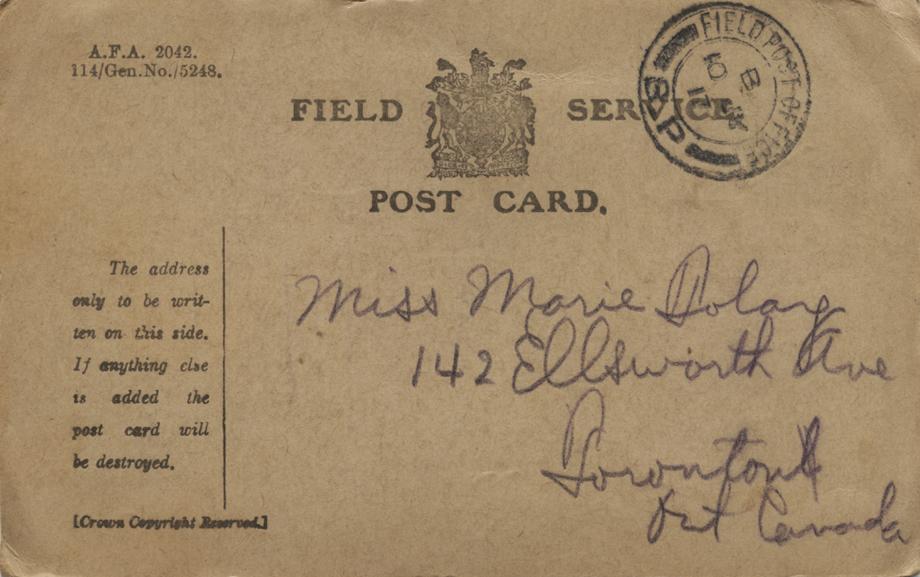 A.F.A. 2042.
114/Gen.No./5248.
FIELD SERVICE
POST CARD.
FIELD POST OFFICE
The address
only to be writ-
ten on this side.
If anything else
is added the
post card will
be destroyed.
[Crown Copyright Reserved.]
Miss Marie
142 Ellsworth Ave
Toronto
Ont Canada